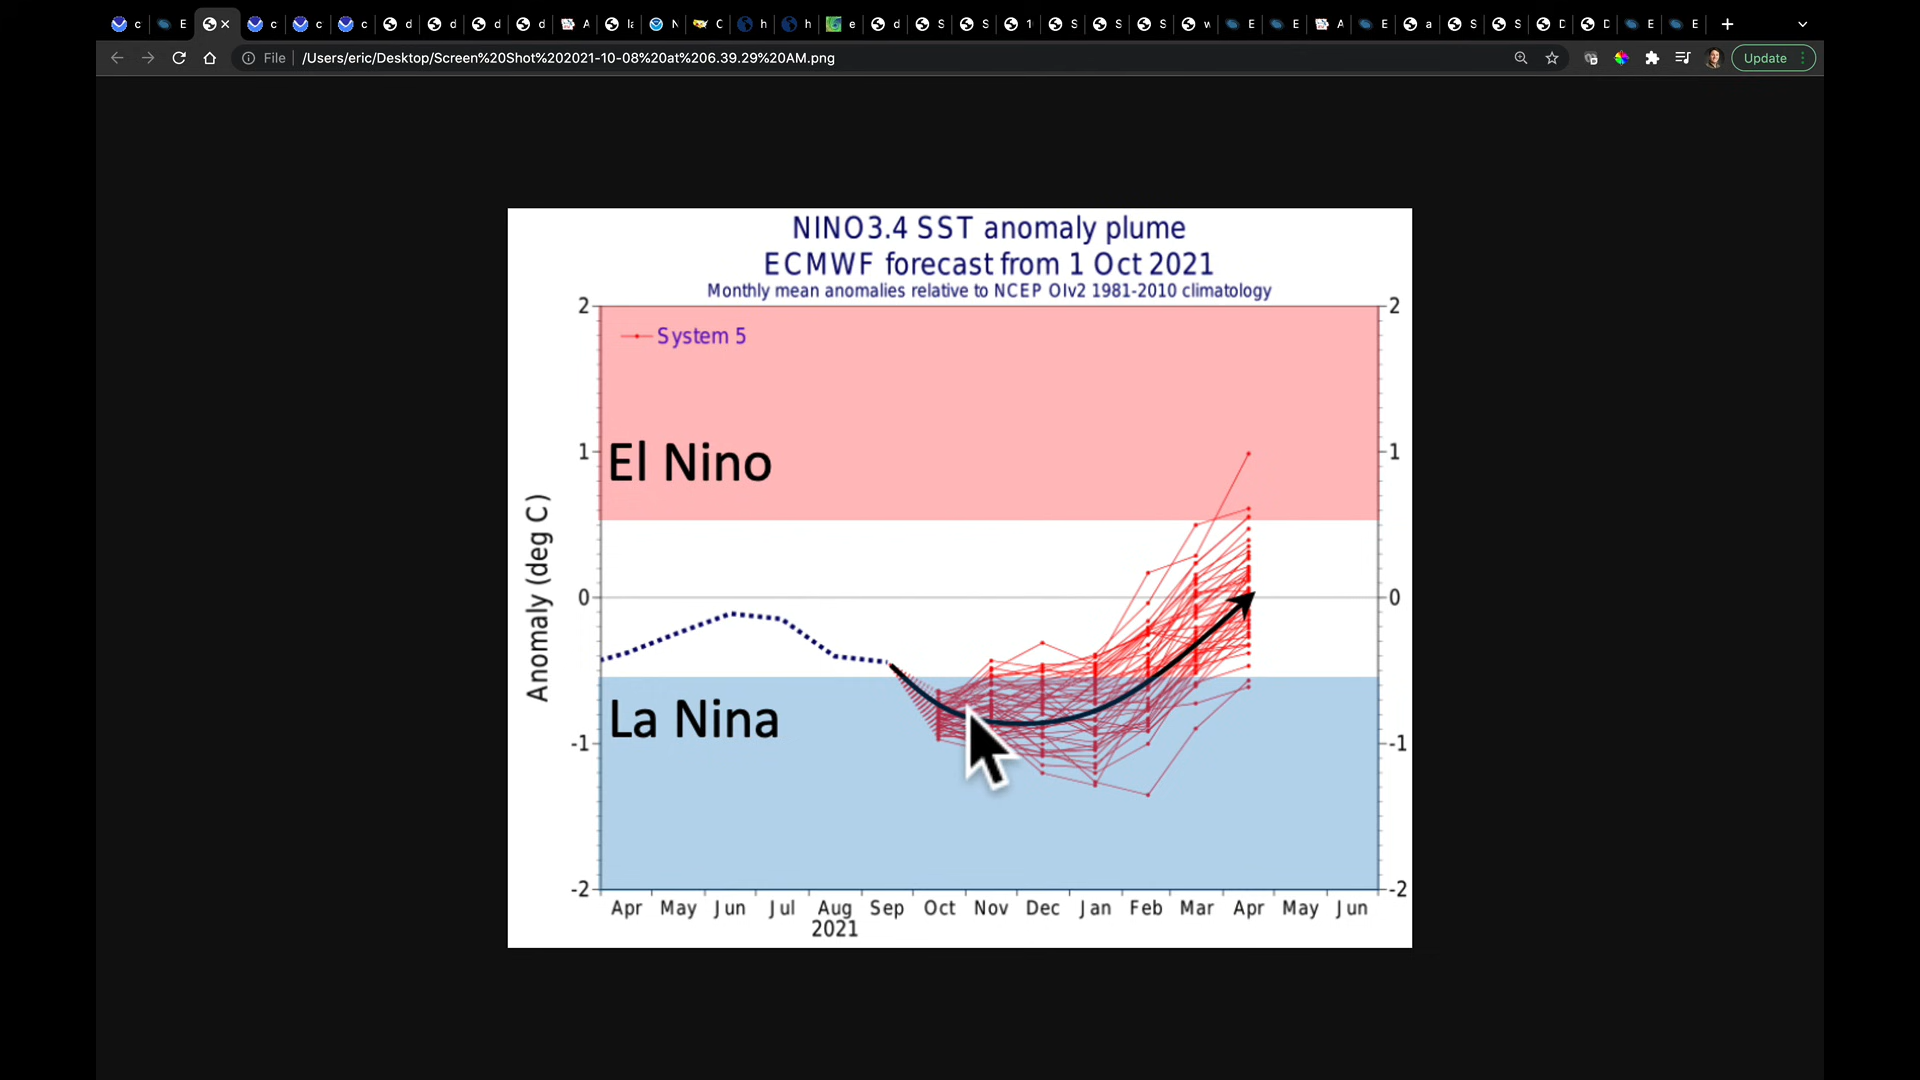 c E c c c d d d d A la N C h h e d S S 1 S S S w E E A E a S S D D E E
File /Users/eric/Desktop/Screen%20Shot%202021-10-08%20at%206.39.29%20AM.png Update
NINO3.4 SST anomaly plume
ECMWF forecast from 1 Oct 2021
Monthly mean anomalies relative to NCEP OIv2 1981-2010 climatology
2 2
System 5
El Nino
1 1
Anomaly (deg C)
0 0
La Nina
-1 -1
-2 -2
Apr May Jun Jul Aug Sep Oct Nov Dec Jan Feb Mar Apr May Jun
2021